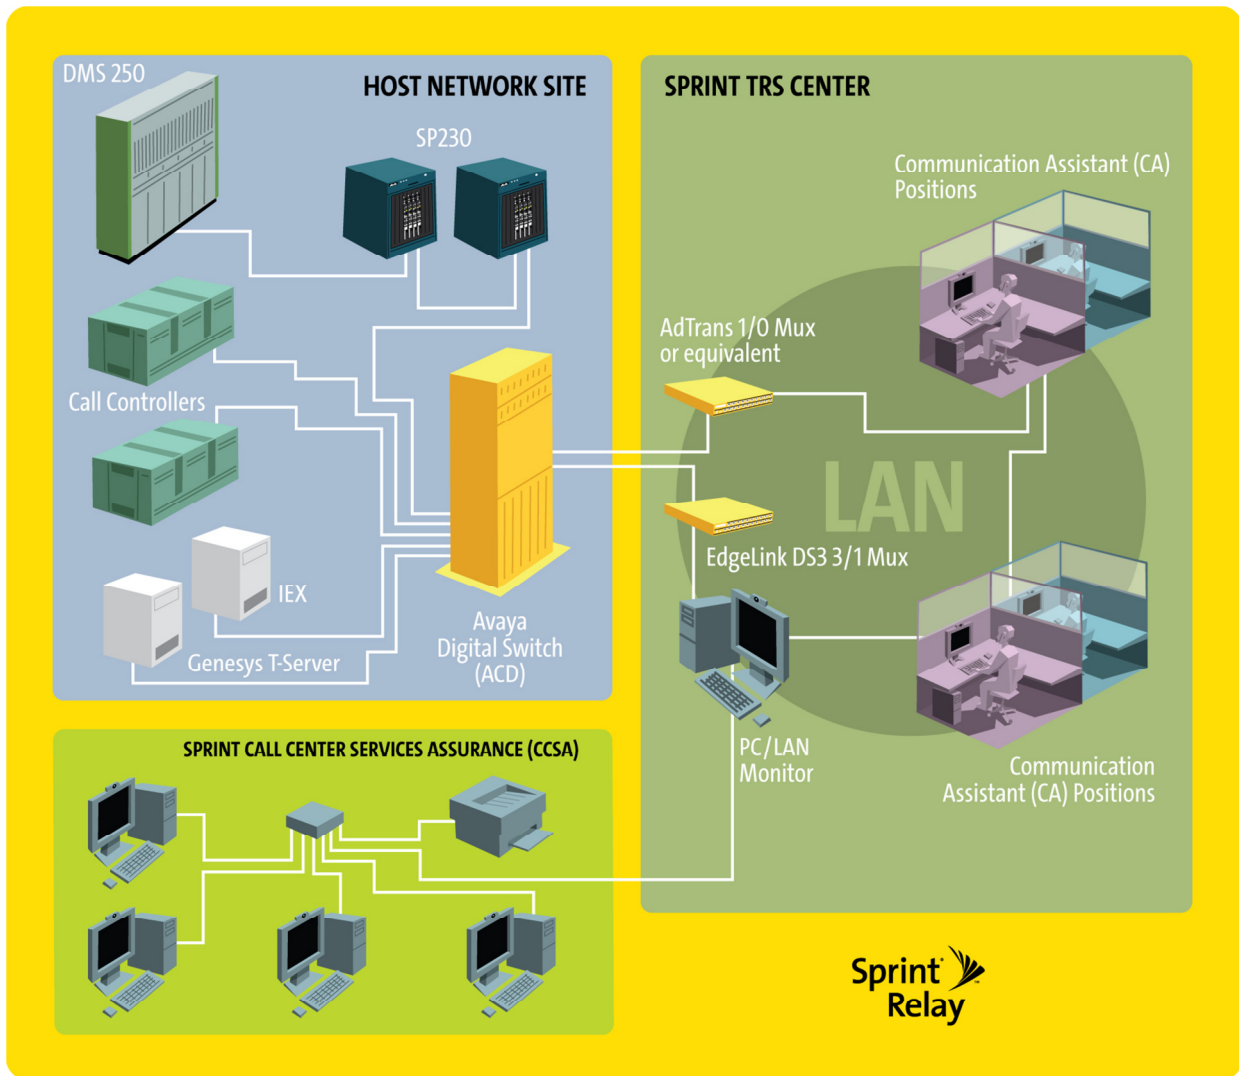 DMS 250
HOST NETWORK SITE
SP230
Call Controllers
IEX
Genesys T-Server
Avaya
Digital Switch
(ACD)
SPRINT TRS CENTER
Communication Assistant (CA)
Positions
AdTrans 1/0 Mux
or equivalent
LAN
EdgeLink DS3 3/1 Mux
PC/LAN
Monitor
Communication
Assistant (CA) Positions
SPRINT CALL CENTER SERVICES ASSURANCE (CCSA)
Sprint
Relay